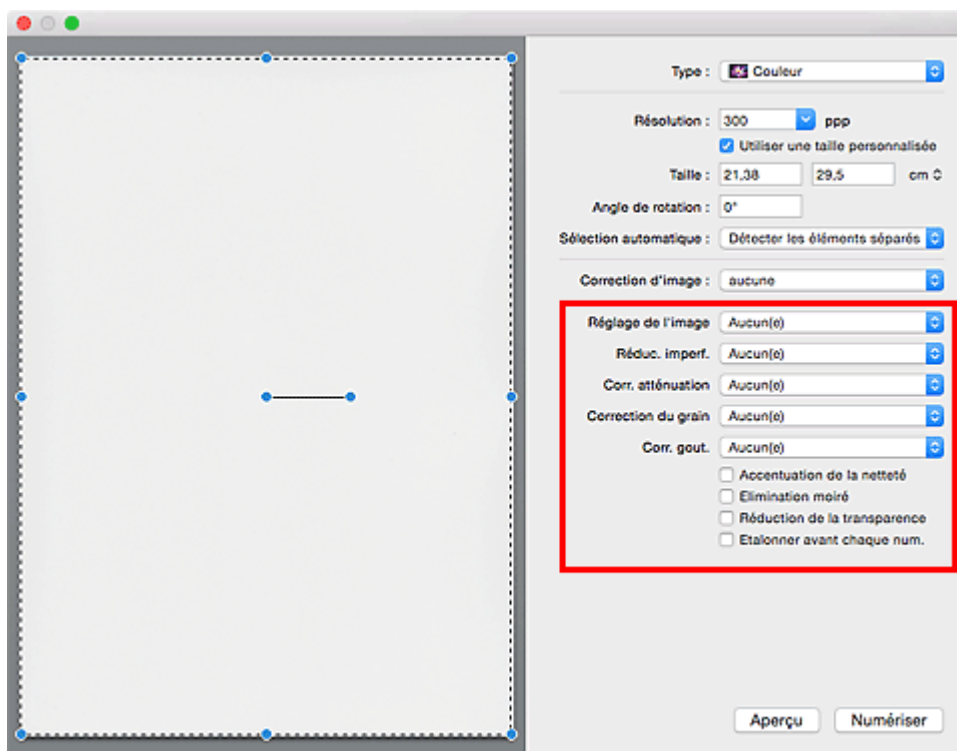 Type : Couleur
Résolution : 300 ppp
Utiliser une taille personnalisée
Taille : 21,38 29,5 cm
Angle de rotation : 0°
Sélection automatique : Détecter les éléments séparés
Correction d'image : aucune
Réglage de l'image Aucun(e)
Réduc. imperf. Aucun(e)
Corr. atténuation Aucun(e)
Correction du grain Aucun(e)
Corr. gout. Aucun(e)
Accentuation de la netteté
Elimination moiré
Réduction de la transparence
Etalonner avant chaque num.
Aperçu Numériser